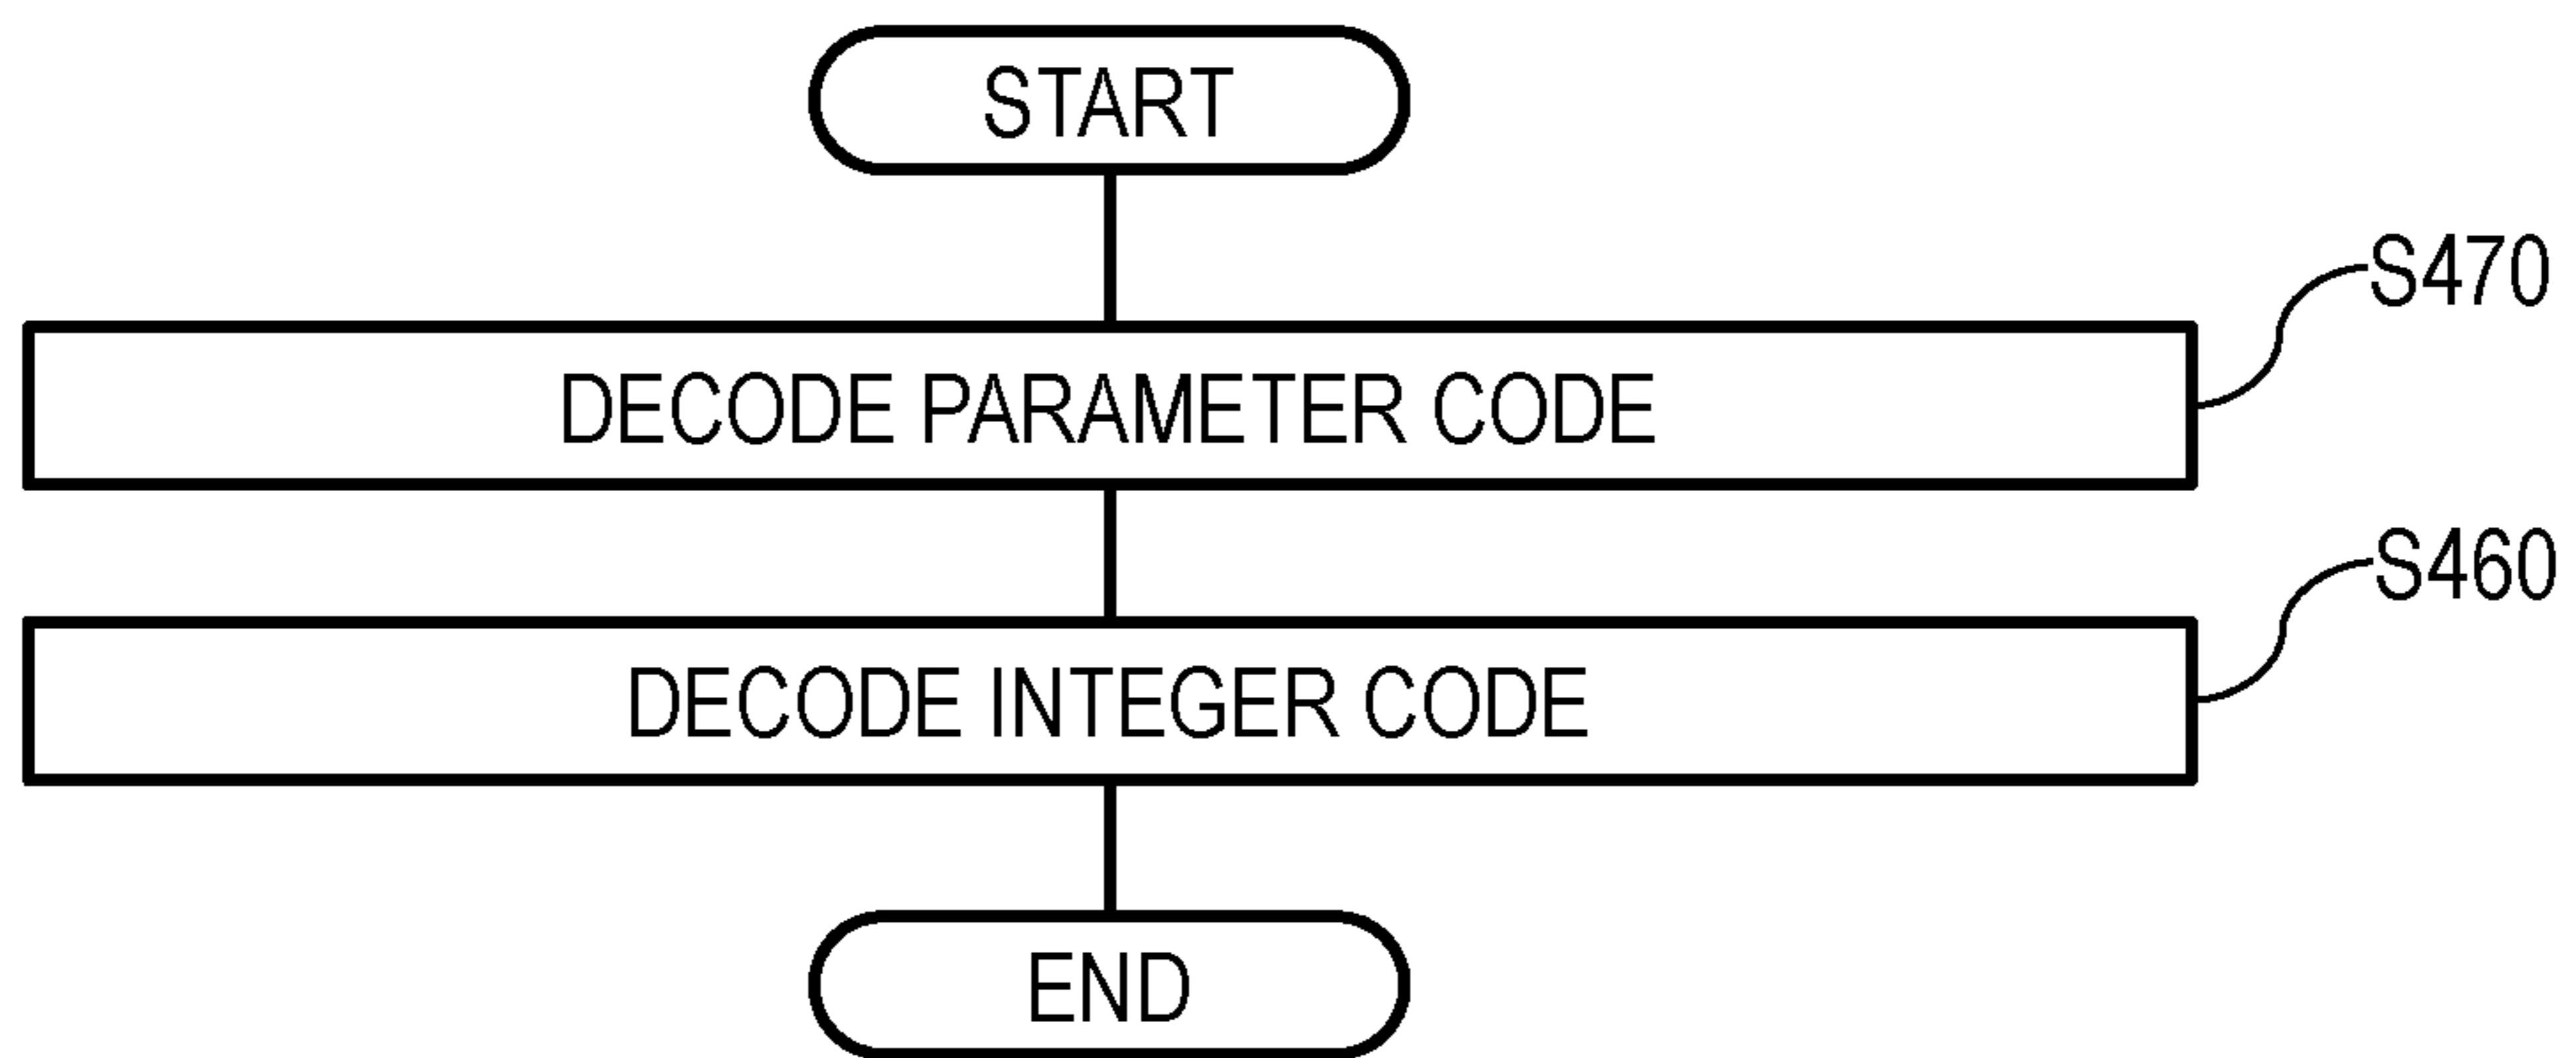 START
S470
DECODE PARAMETER CODE
S460
DECODE INTEGER CODE
END